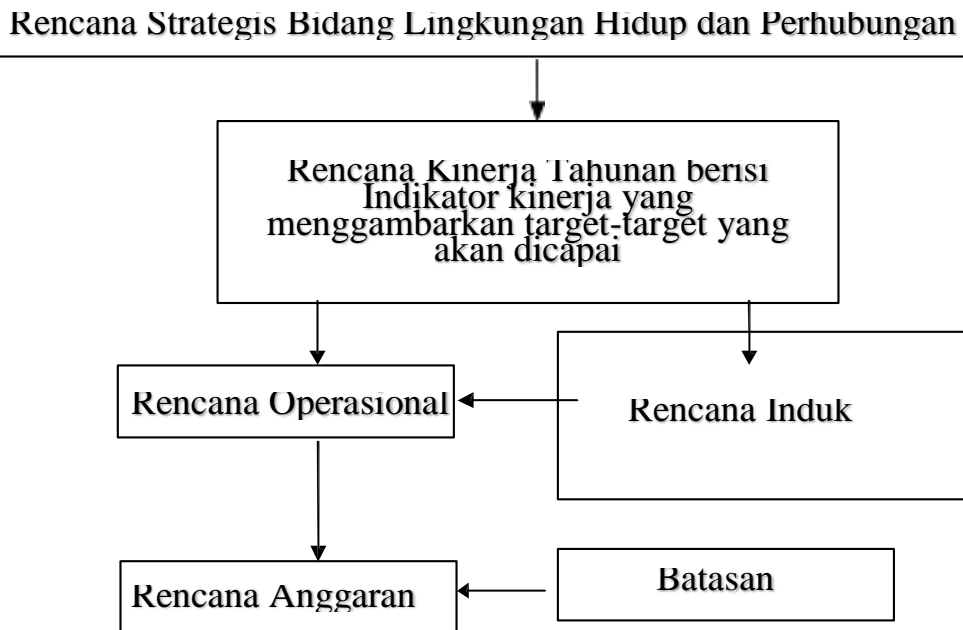 Rencana Strategis Bidang Lingkungan Hidup dan Perhubungan
Rencana Kinerja Tahunan berisi
Indikator kinerja yang
menggambarkan target-target yang
akan dicapai
Rencana Operasional
Rencana Induk
Rencana Anggaran
Batasan